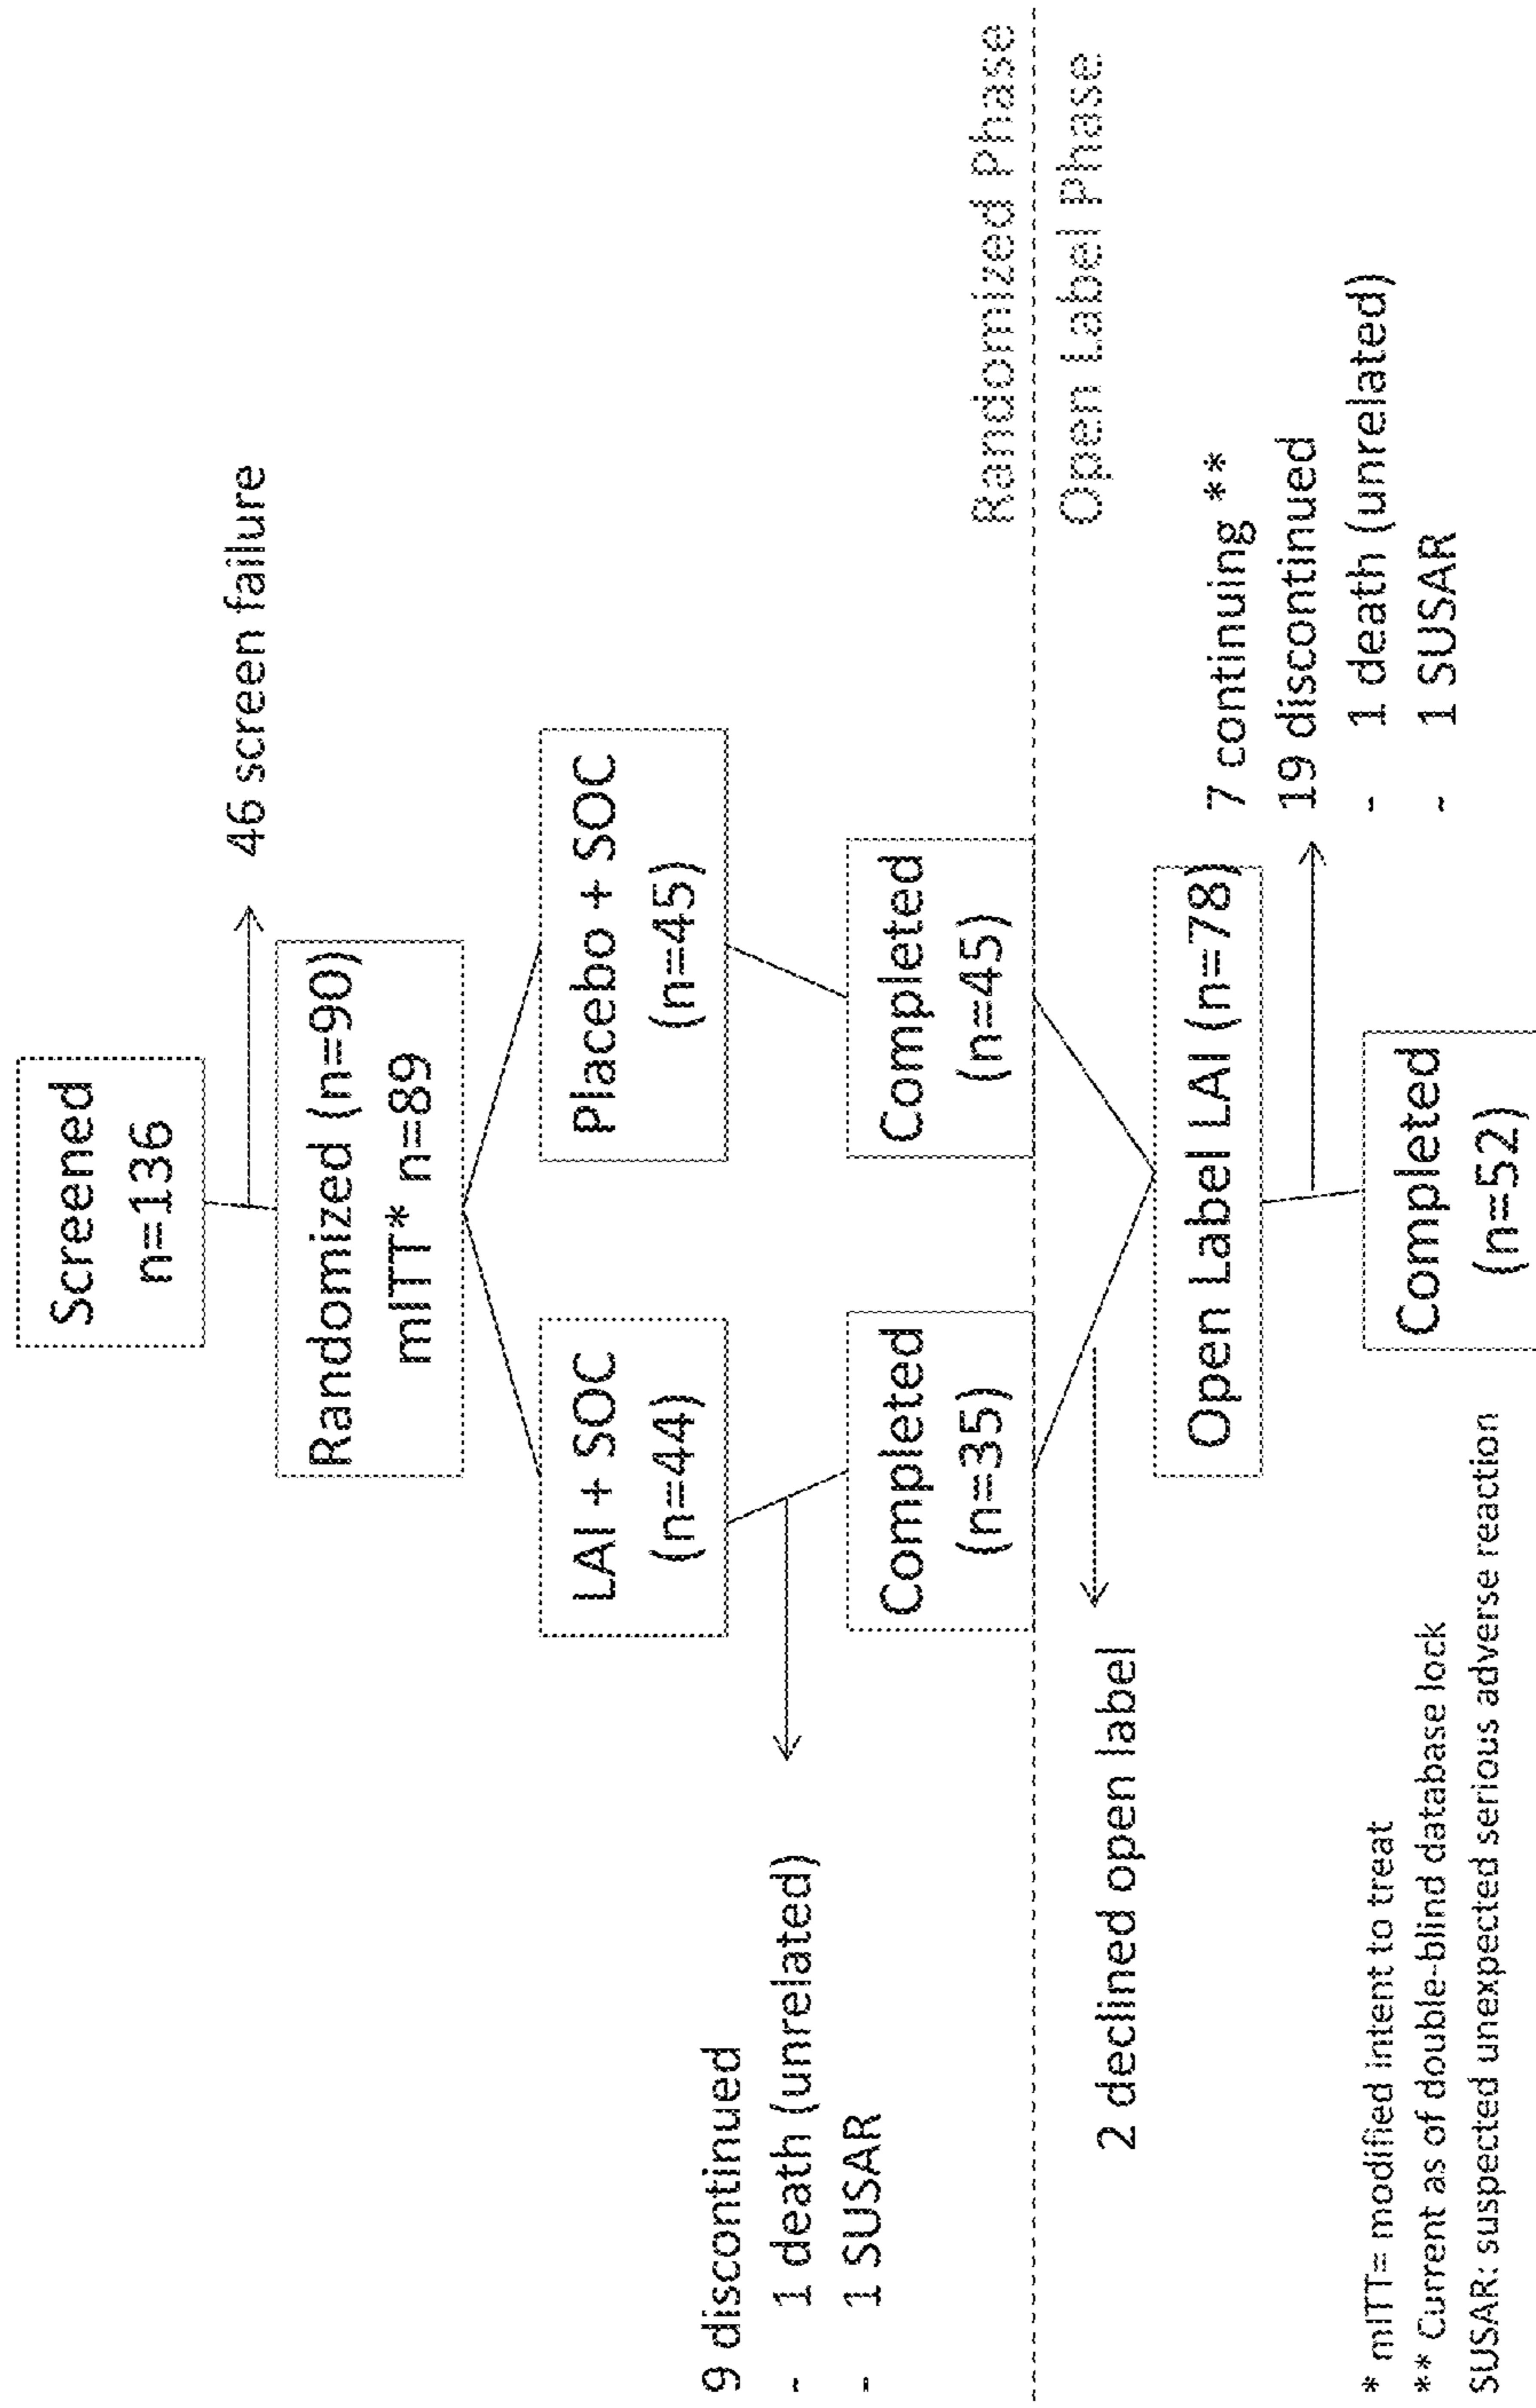 Screened
n=136
46 screen failure
Randomized (n=90)
mITT* n=89
LAI + SOC
(n=44)
Placebo + SOC
(n=45)
9 discontinued
- 1 death (unrelated)
- 1 SUSAR
Completed
(n=35)
Completed
(n=45)
Randomized Phase
Open Label Phase
2 declined open label
Open Label LAI (n=78)
7 continuing **
19 discontinued
- 1 death (unrelated)
- 1 SUSAR
Completed
(n=52)
* mITT= modified intent to treat
** Current as of double-blind database lock
SUSAR: suspected unexpected serious adverse reaction